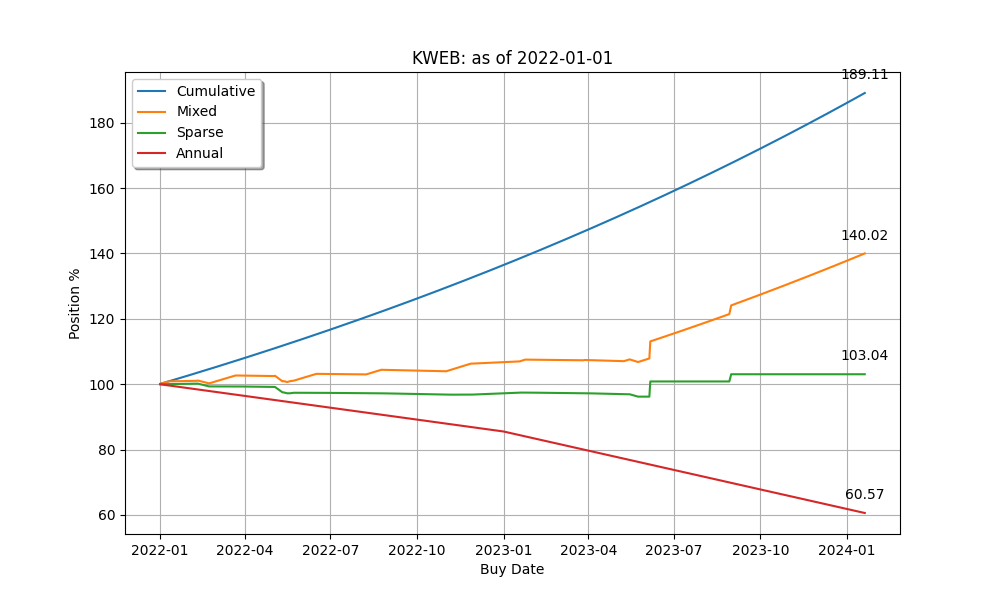 KWEB: as of 2022-01-01
Cumulative
Mixed
Sparse
Annual
189.11
140.02
103.04
60.57
Position %
180
160
140
120
100
80
60
2022-01 2022-04 2022-07 2022-10 2023-01 2023-04 2023-07 2023-10 2024-01
Buy Date